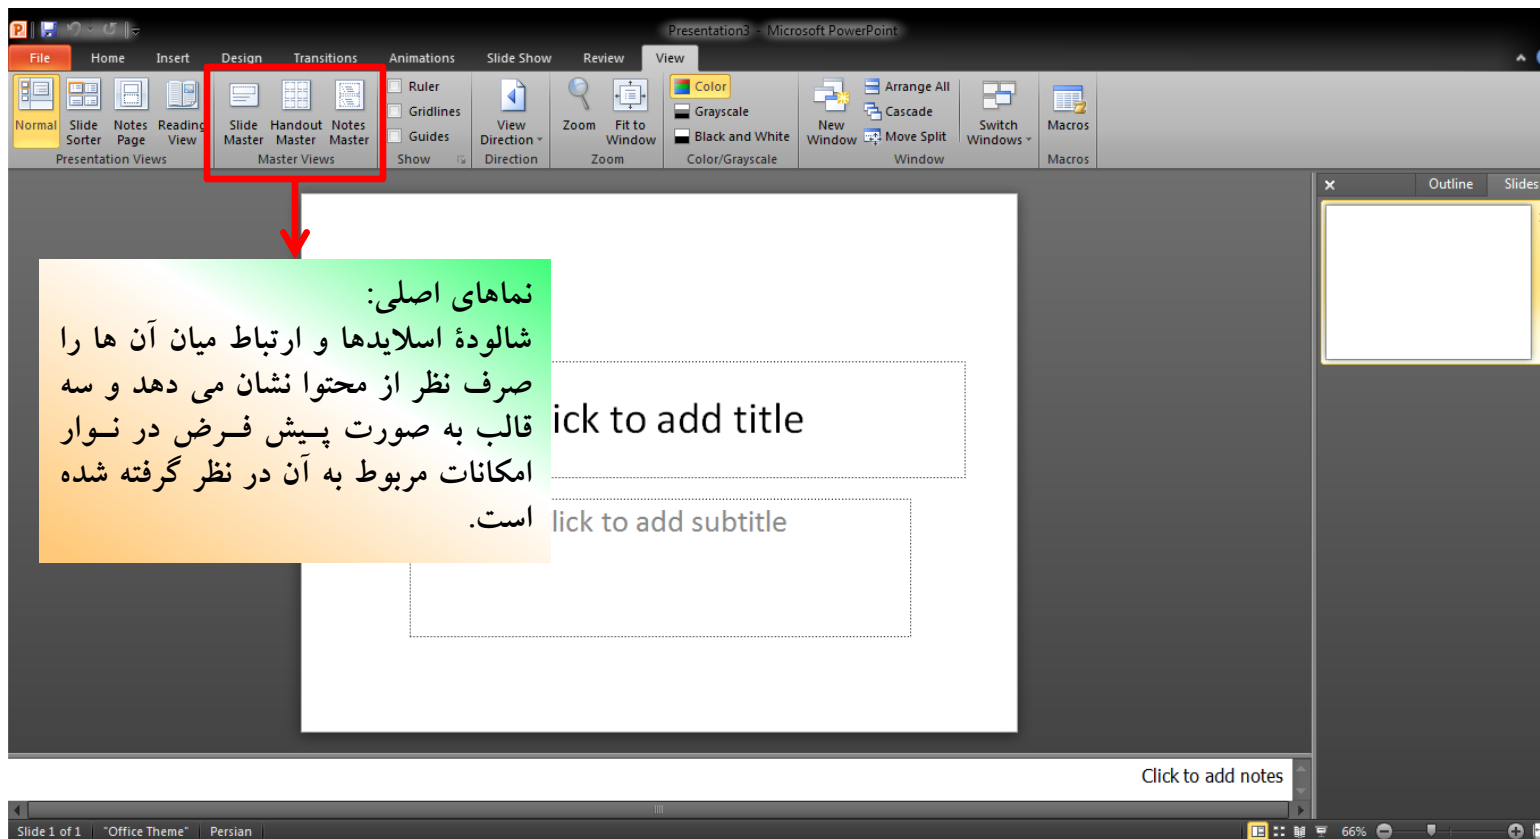 Presentation3 - Microsoft PowerPoint
File Home Insert Design Transitions Animations Slide Show Review View
Normal
Slide Sorter
Notes Page
Reading View
Presentation Views
Slide Master
Handout Master
Notes Master
Master Views
Ruler
Gridlines
Guides
Show
View Direction
Direction
Zoom
Fit to Window
Zoom
Color
Grayscale
Black and White
Color/Grayscale
New Window
Arrange All
Cascade
Move Split
Switch Windows
Window
Macros
Macros
Outline Slides
نماهای اصلی:
شالودهٔ اسلایدها و ارتباط میان آن ها را
صرف نظر از محتوا نشان می دهد و سه
قالب به صورت پــیش فــرض در نــوار
امکانات مربوط به آن در نظر گرفته شده
است.
ick to add title
lick to add subtitle
Click to add notes
Slide 1 of 1 "Office Theme" Persian 66%